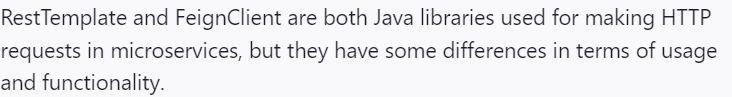 RestTemplate and FeignClient are both Java libraries used for making HTTP
requests in microservices, but they have some differences in terms of usage
and functionality.